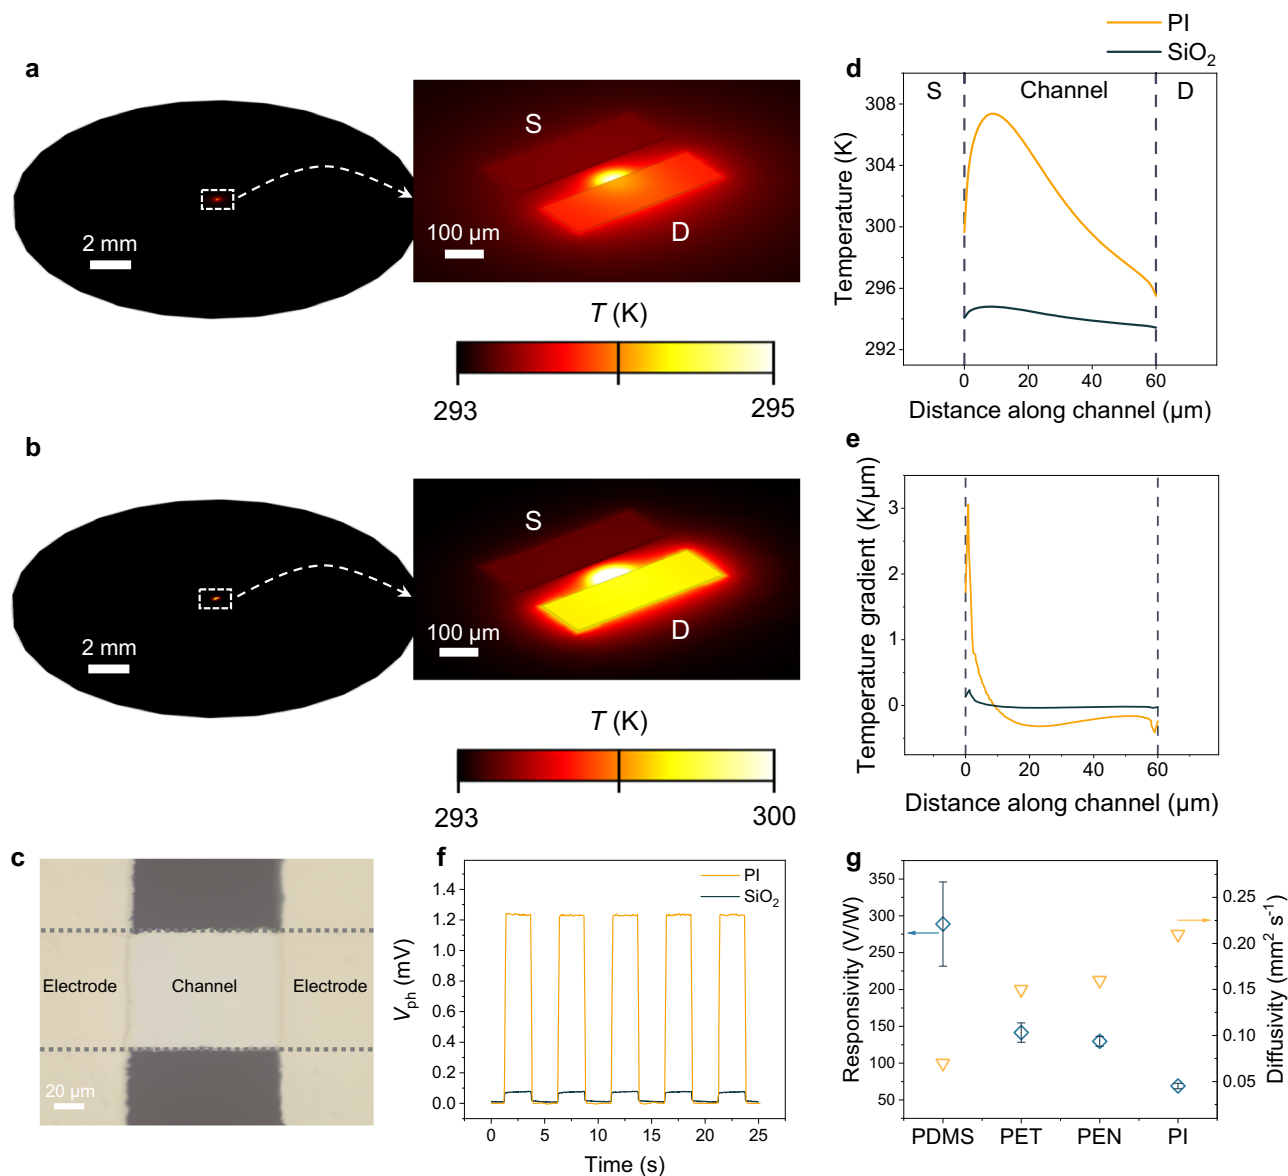 a
2 mm
S
D
100 µm
T (K)
293
295
b
2 mm
S
D
100 µm
T (K)
293
300
c
Electrode
Channel
Electrode
20 µm
PI
SiO2
d
S
Channel
D
308
304
300
296
292
Temperature (K)
0
20
40
60
Distance along channel (µm)
e
3
2
1
0
Temperature gradient (K/µm)
0
20
40
60
Distance along channel (µm)
f
PI
SiO2
1.6
1.4
1.2
1.0
0.8
0.6
0.4
0.2
0.0
Vph (mV)
0
5
10
15
20
25
Time (s)
g
350
300
250
200
150
100
50
Responsivity (V/W)
0.25
0.20
0.15
0.10
0.05
Diffusivity (mm² s⁻¹)
PDMS
PET
PEN
PI